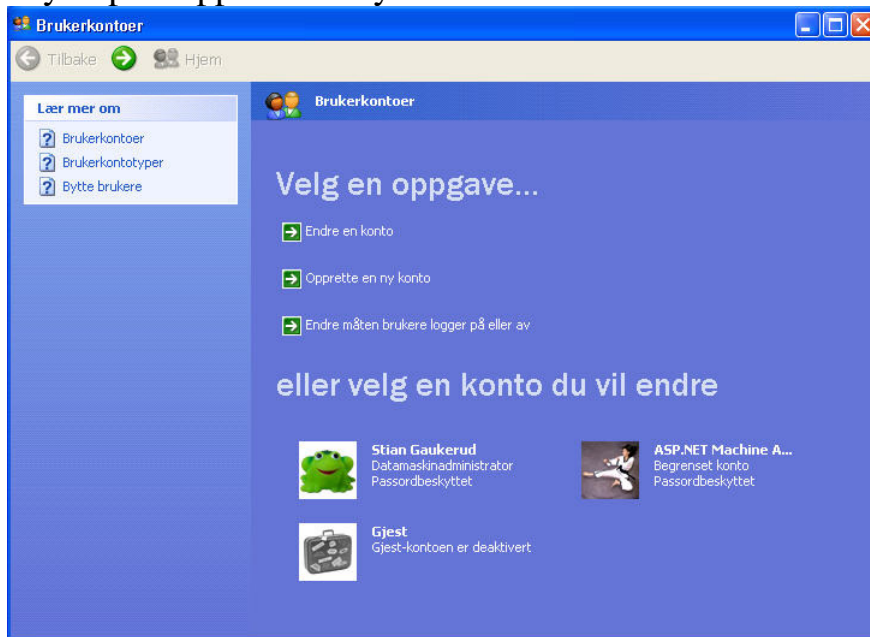 Brukerkontoer
Tilbake Hjem
Lær mer om
Brukerkontoer
Brukerkontotyper
Bytte brukere
Brukerkontoer
Velg en oppgave...
Endre en konto
Opprette en ny konto
Endre måten brukere logger på eller av
eller velg en konto du vil endre
Stian Gaukerud
Datamaskinadministrator
Passordbeskyttet
ASP.NET Machine A...
Begrenset konto
Passordbeskyttet
Gjest
Gjest-kontoen er deaktivert